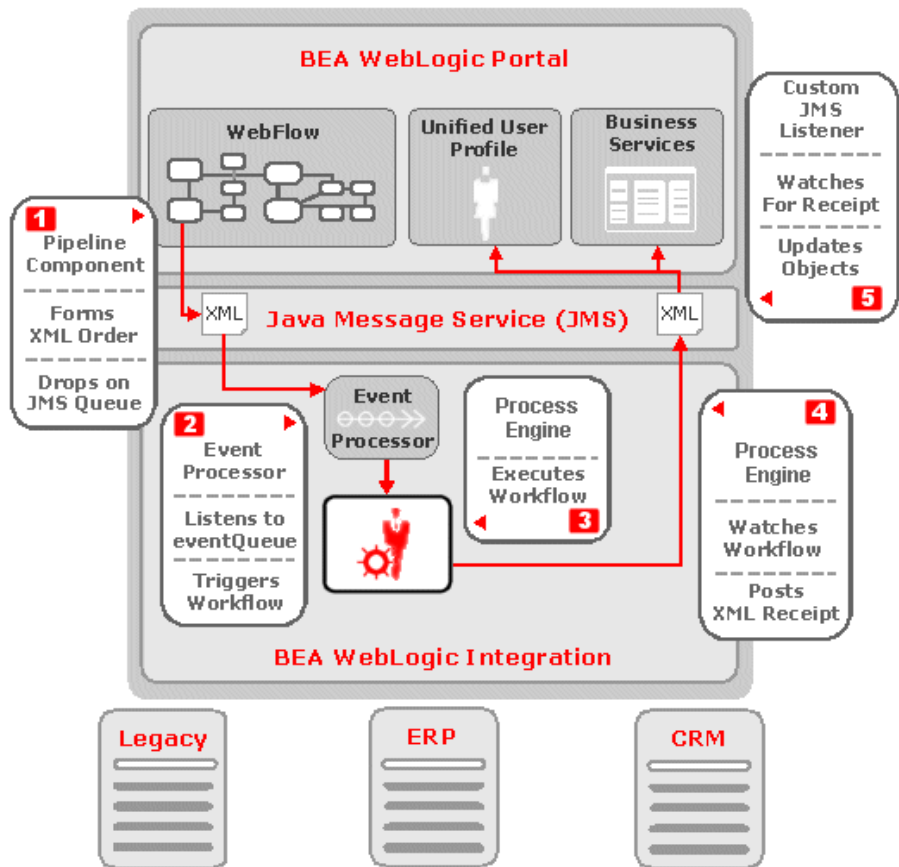 BEA WebLogic Portal
WebFlow
Unified User
Profile
Business
Services
1
Pipeline
Component
Forms
XML Order
Drops on
JMS Queue
Custom
JMS
Listener
Watches
For Receipt
Updates
Objects
5
XML
Java Message Service (JMS)
XML
2
Event
Processor
Listens to
eventQueue
Triggers
Workflow
Event
Processor
Process
Engine
Executes
Workflow
3
4
Process
Engine
Watches
Workflow
Posts
XML Receipt
BEA WebLogic Integration
Legacy
ERP
CRM